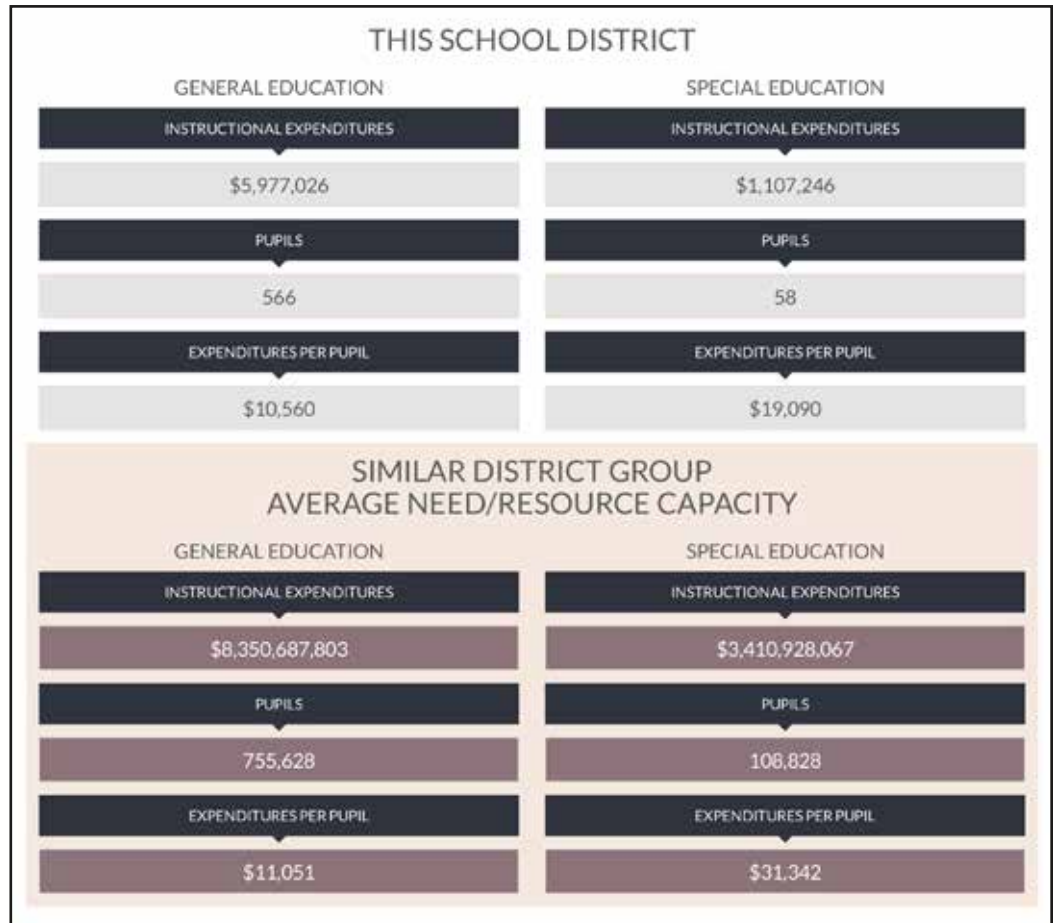 THIS SCHOOL DISTRICT
GENERAL EDUCATION
INSTRUCTIONAL EXPENDITURES
$5,977,026
PUPILS
566
EXPENDITURES PER PUPIL
$10,560
SPECIAL EDUCATION
INSTRUCTIONAL EXPENDITURES
$1,107,246
PUPILS
58
EXPENDITURES PER PUPIL
$19,090
SIMILAR DISTRICT GROUP
AVERAGE NEED/RESOURCE CAPACITY
GENERAL EDUCATION
INSTRUCTIONAL EXPENDITURES
$8,350,687,803
PUPILS
755,628
EXPENDITURES PER PUPIL
$11,051
SPECIAL EDUCATION
INSTRUCTIONAL EXPENDITURES
$3,410,928,067
PUPILS
108,828
EXPENDITURES PER PUPIL
$31,342